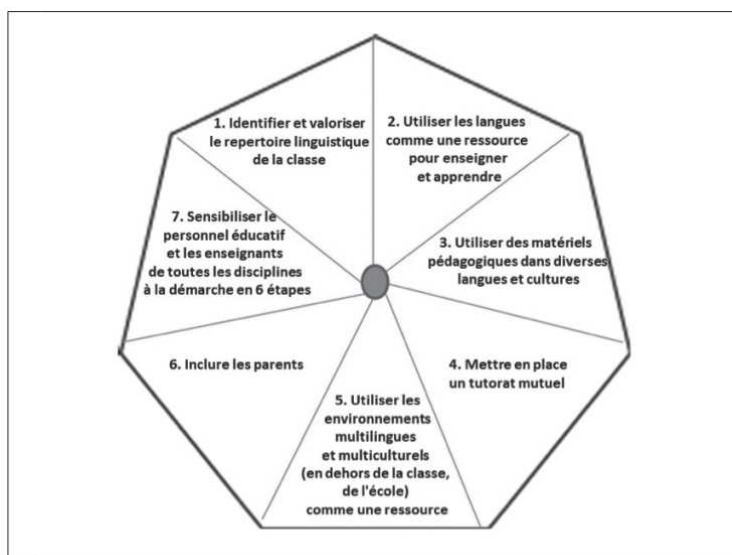 1. Identifier et valoriser
le repertoire linguistique
de la classe
2. Utiliser les langues
comme une ressource
pour enseigner
et apprendre
3. Utiliser des matériels
pédagogiques dans diverses
langues et cultures
4. Mettre en place
un tutorat mutuel
5. Utiliser les
environnements
multilingues
et multiculturels
(en dehors de la classe,
de l'école)
comme une ressource
6. Inclure les parents
7. Sensibiliser le
personnel éducatif
et les enseignants
de toutes les disciplines
à la démarche en 6 étapes